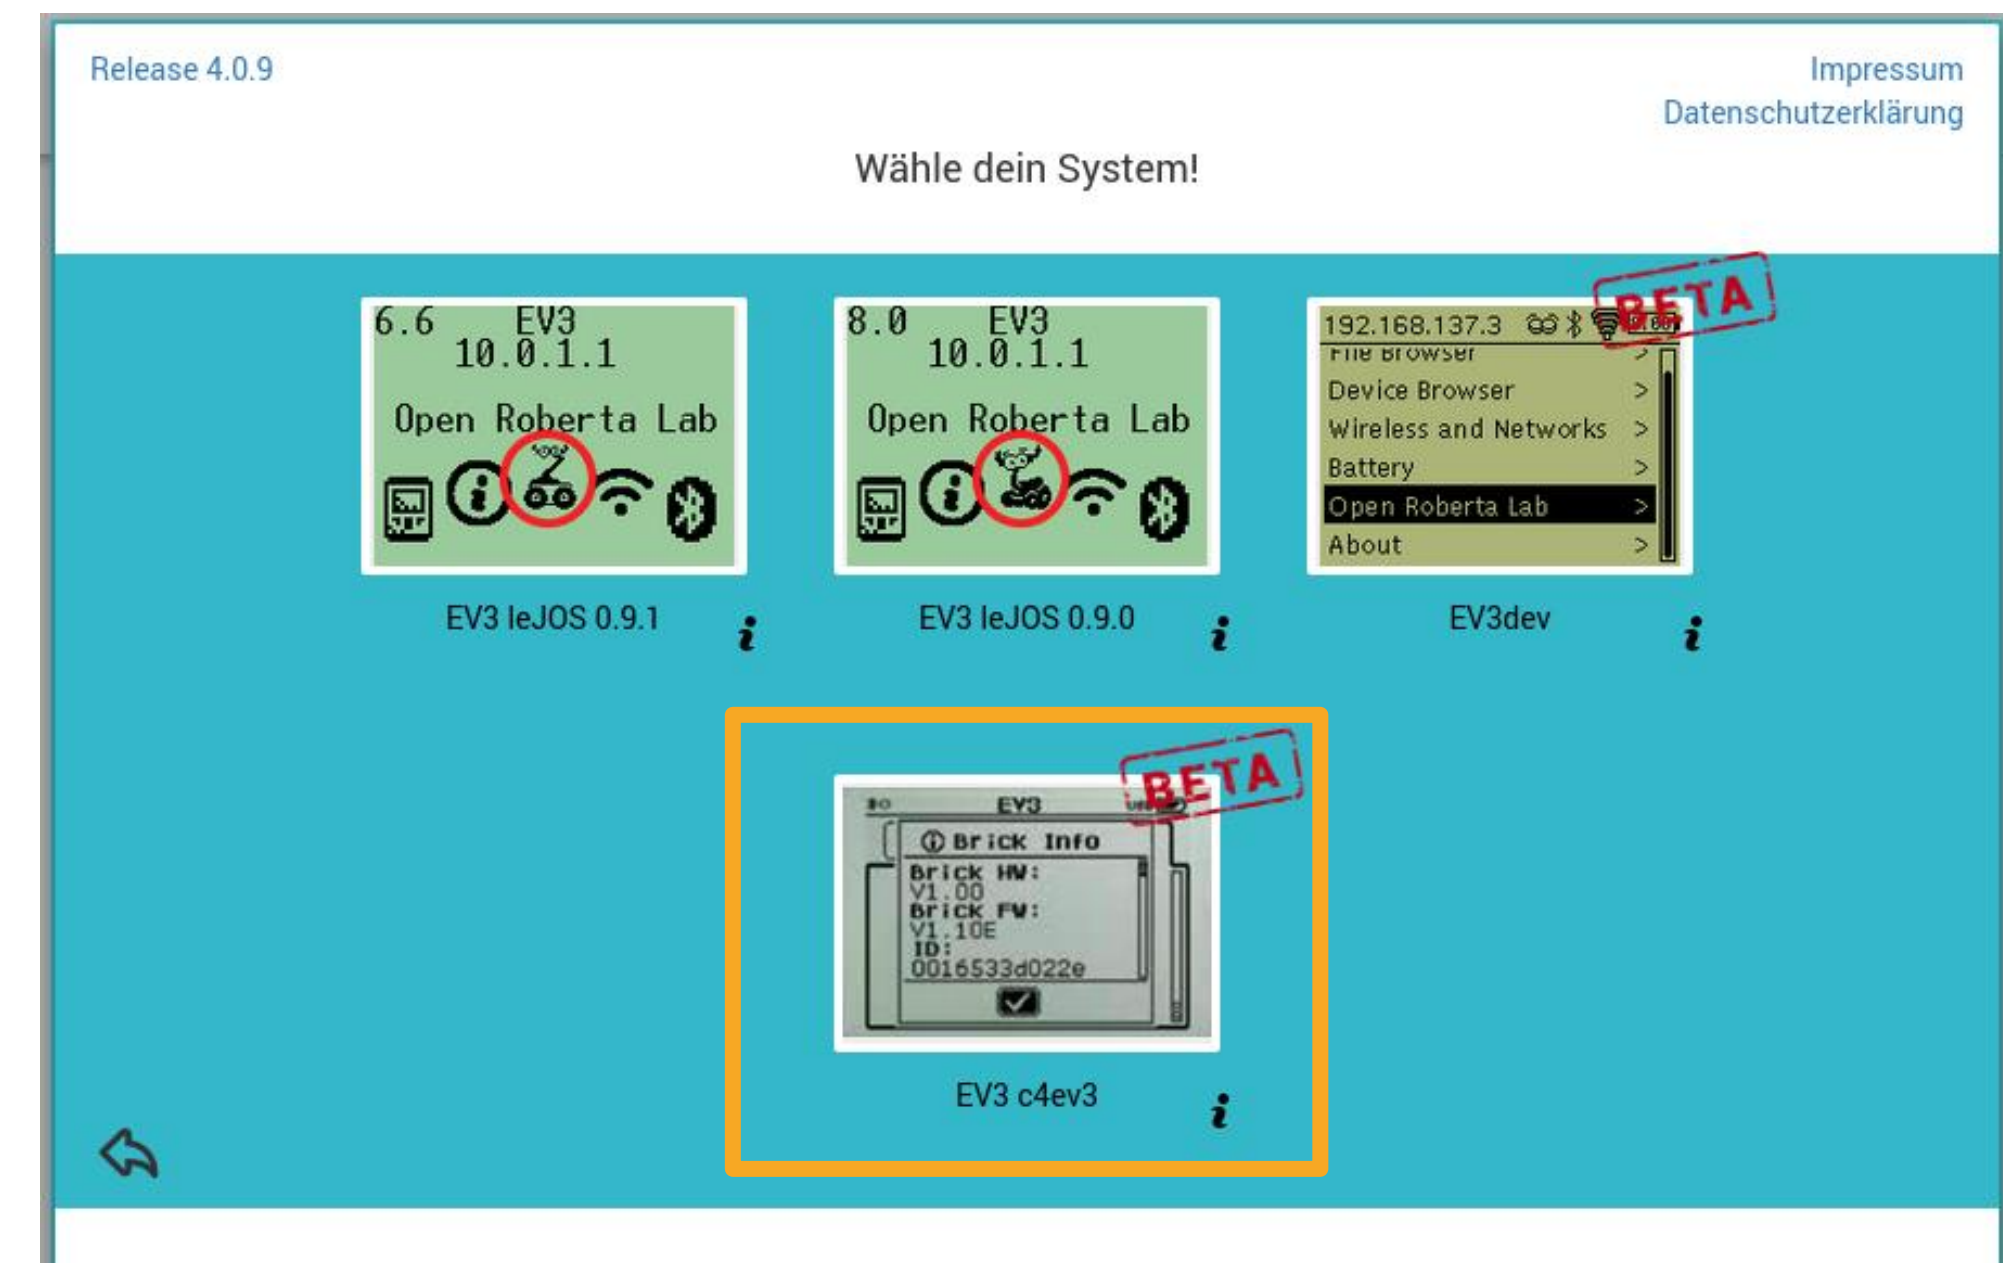 Release 4.0.9
Impressum
Datenschutzerklärung
Wähle dein System!
6.6 EV3
10.0.1.1
Open Roberta Lab
EV3 leJOS 0.9.1
8.0 EV3
10.0.1.1
Open Roberta Lab
EV3 leJOS 0.9.0
BETA
192.168.137.3
File Browser >
Device Browser >
Wireless and Networks >
Battery >
Open Roberta Lab >
About >
EV3dev
BETA
EV3
Brick Info
Brick HW:
V1.00
Brick FW:
V1.10E
ID:
0016533d022e
EV3 c4ev3